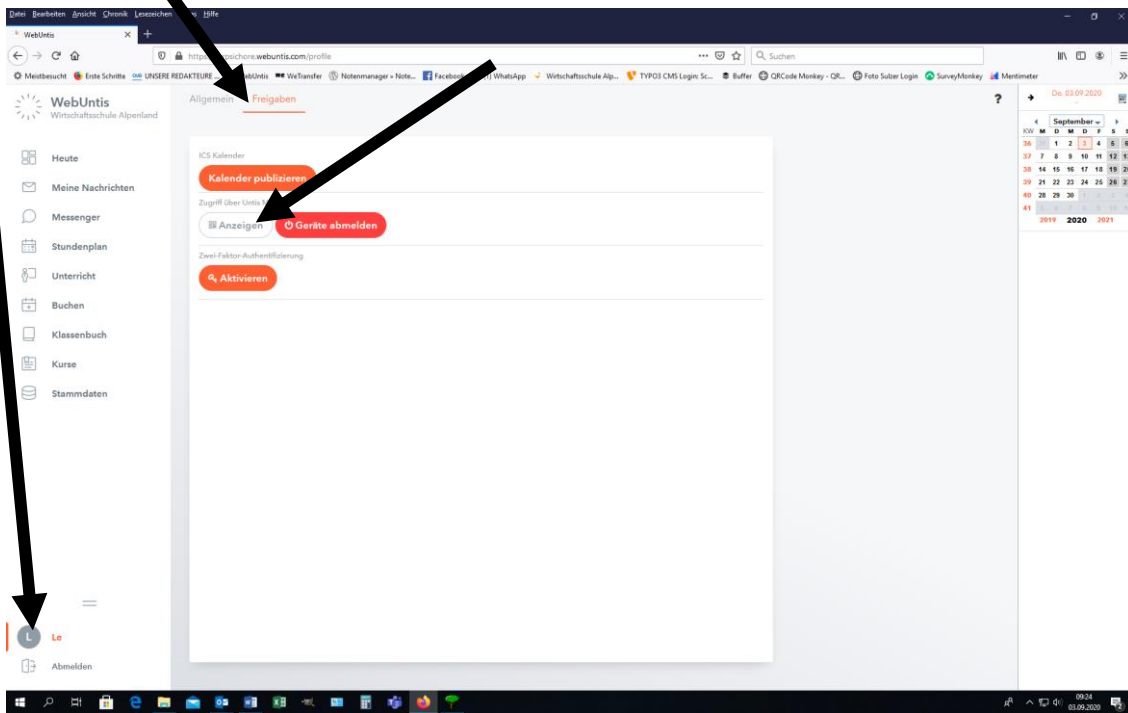 Datei Bearbeiten Ansicht Chronik Lesezeichen Hilfe
WebUntis
webuntis.com/profile
Suchen
Meistbesucht Erste Schritte UNSERE REDAKTEURE WeTransfer Notenmanager » Note... WhatsApp Wirtschaftsschule Alp... TYPO3 CMS Login: Sc... Buffer QRCode Monkey - QR... Foto Sulzer Login SurveyMonkey Mentimeter
WebUntis
Wirtschaftsschule Alpenland
Allgemein Freigaben
?
Do. 03.09.2020
September
KW M D M D F S S
36 1 2 3 4 5 6
37 7 8 9 10 11 12
38 14 15 16 17 18 19
39 21 22 23 24 25 26
40 28 29 30
41
2019 2020 2021
Heute
Meine Nachrichten
Messenger
Stundenplan
Unterricht
Buchen
Klassenbuch
Kurse
Stammdaten
ICS Kalender
Kalender publizieren
Zugriff über Untis
Anzeigen Geräte abmelden
Zwei-Faktor-Authentifizierung
Aktivieren
L Le
Abmelden
09:24
03.09.2020